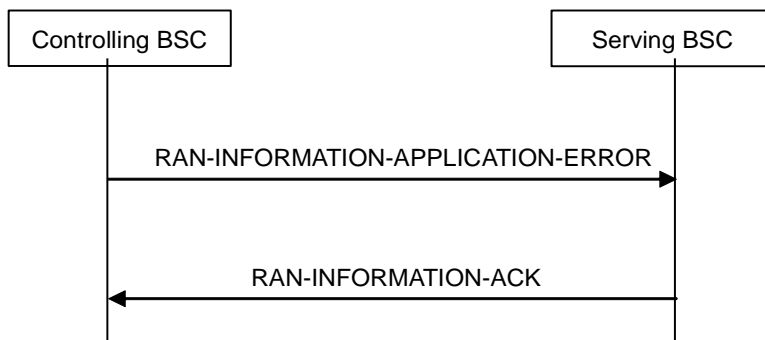 Controlling BSC
Serving BSC
RAN-INFORMATION-APPLICATION-ERROR
RAN-INFORMATION-ACK